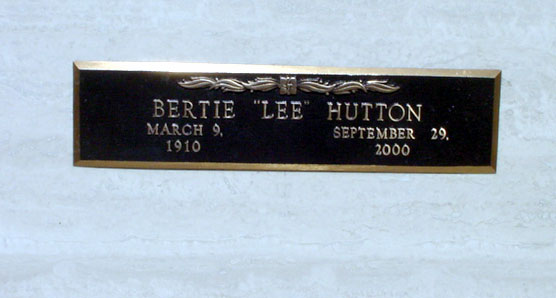 BERTIE "LEE" HUTTON
MARCH 9, SEPTEMBER 29,
1910 2000